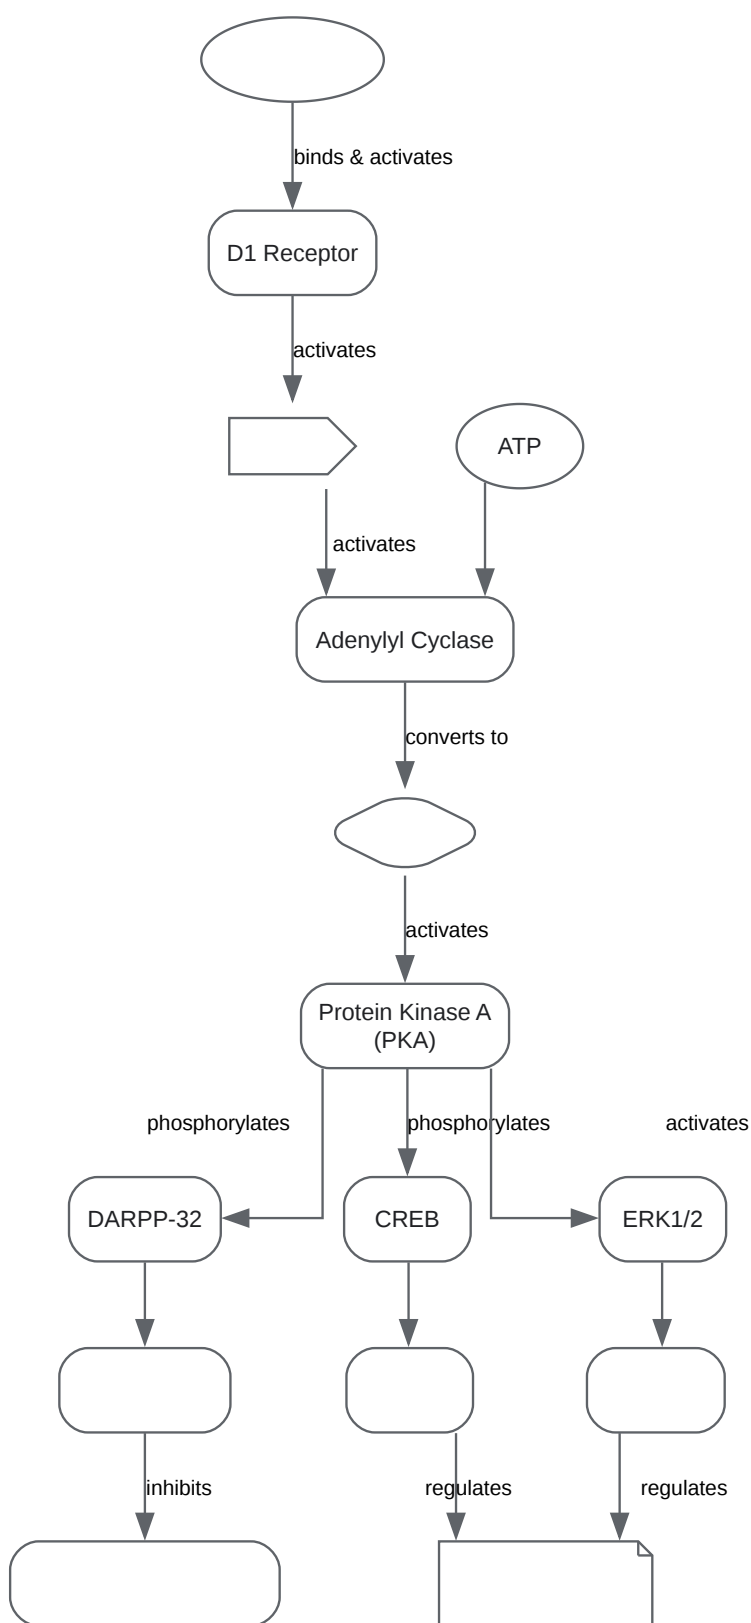 binds & activates
D1 Receptor
activates
ATP
activates
Adenylyl Cyclase
converts to
activates
Protein Kinase A
(PKA)
phosphorylates
phosphorylates
activates
DARPP-32
CREB
ERK1/2
inhibits
regulates
regulates